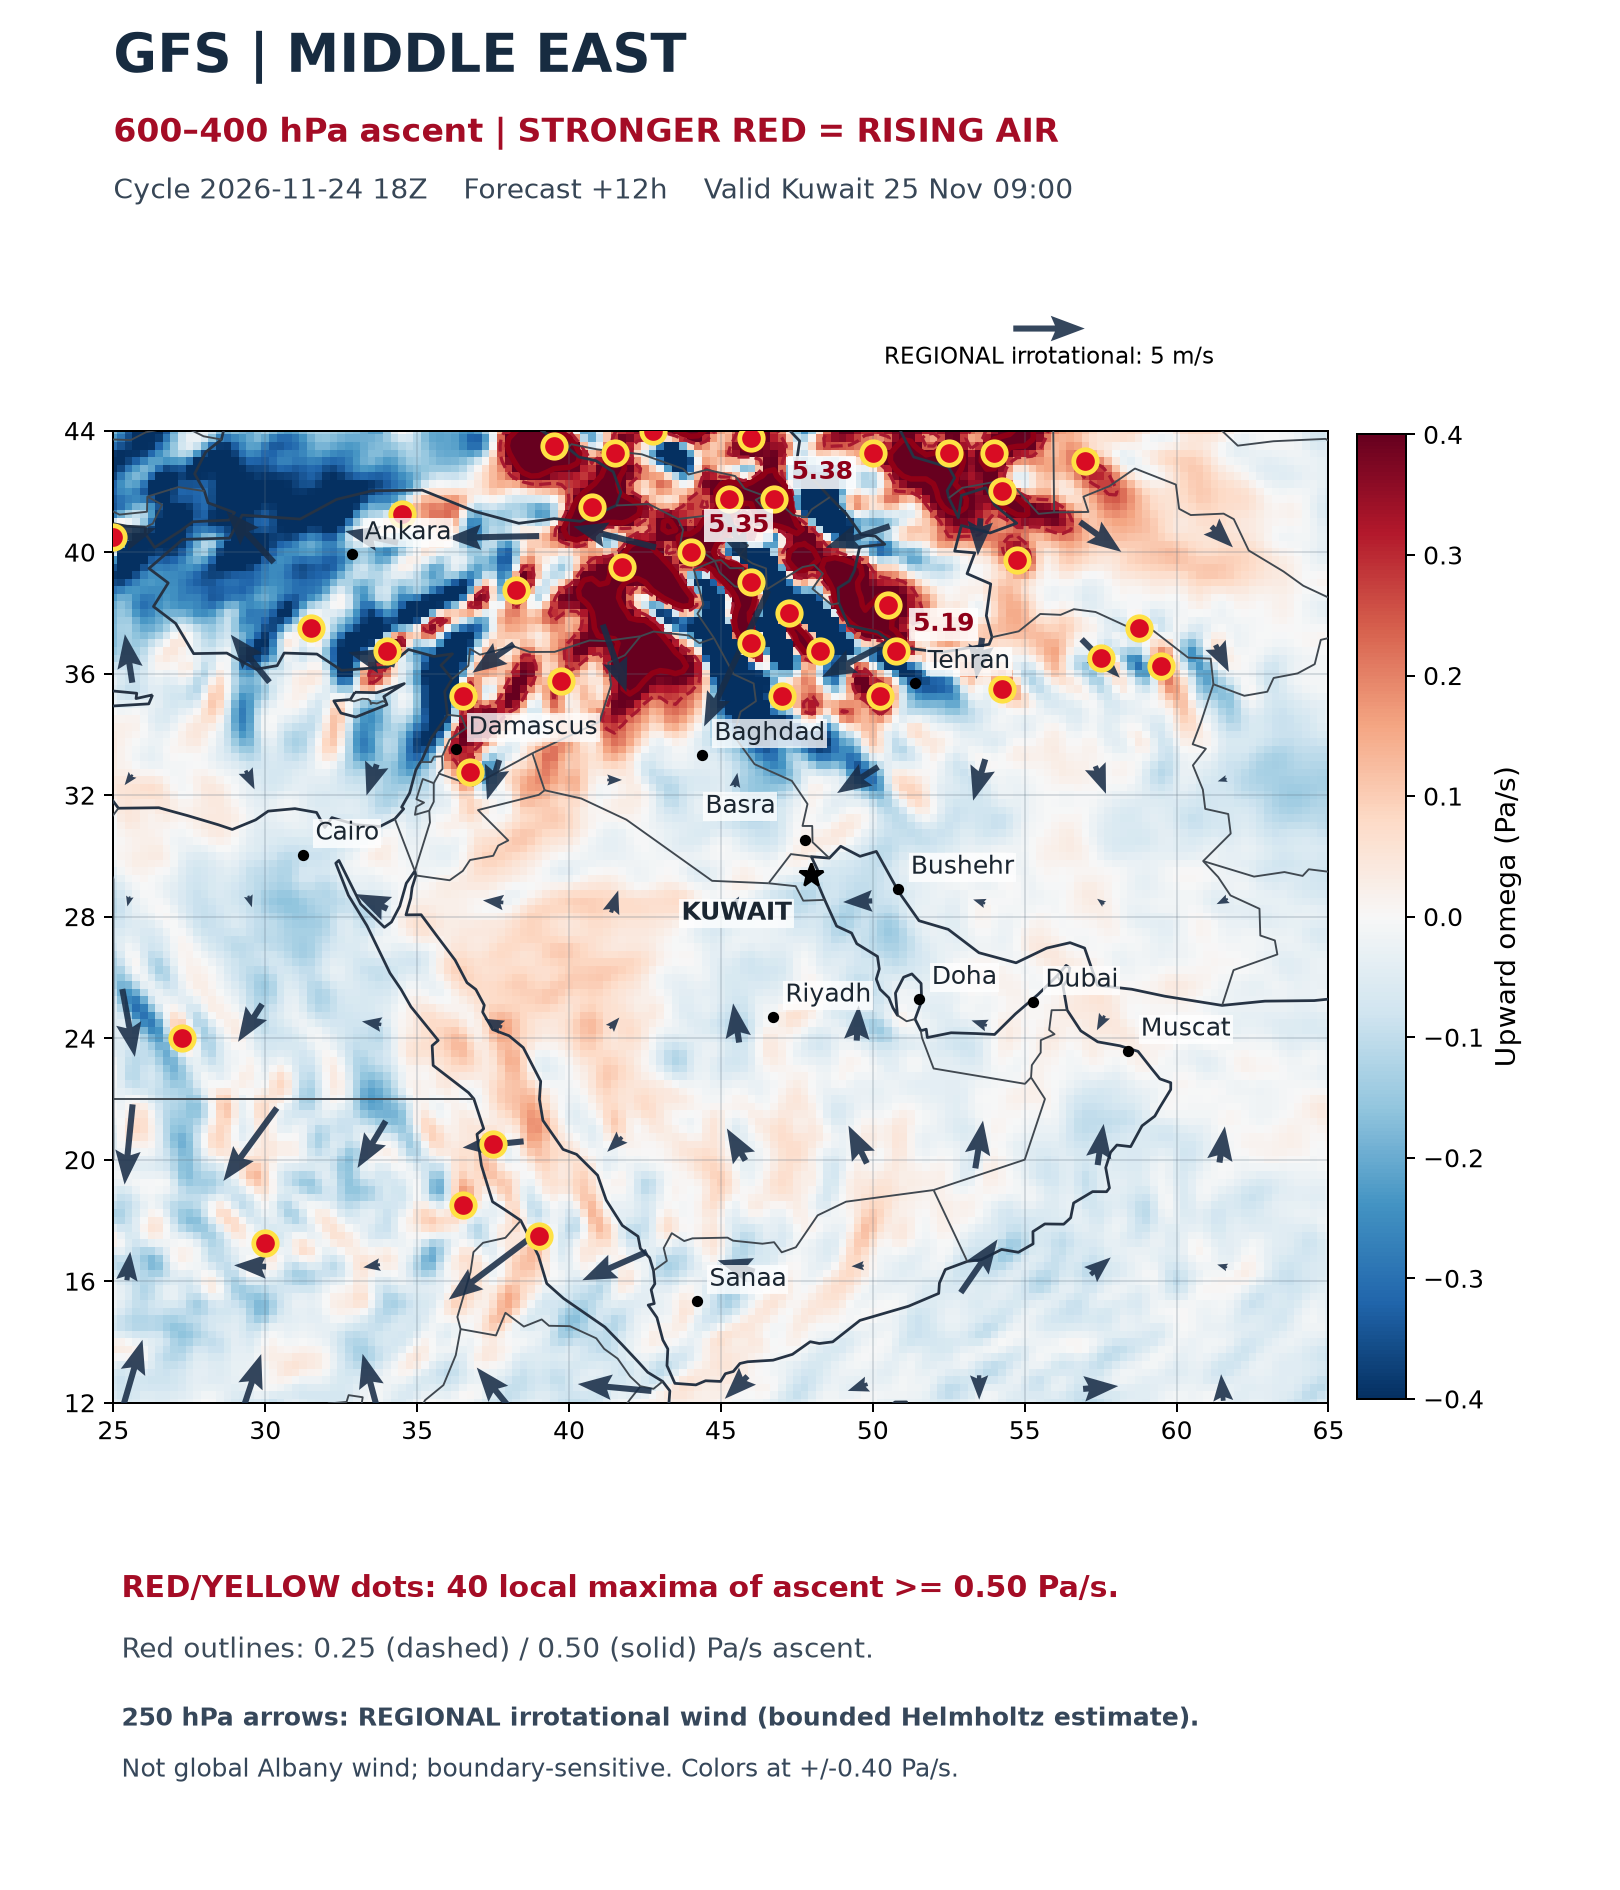 GFS | MIDDLE EAST
600–400 hPa ascent | STRONGER RED = RISING AIR
Cycle 2026-11-24 18Z    Forecast +12h    Valid Kuwait 25 Nov 09:00
REGIONAL irrotational: 5 m/s
44
40
36
32
28
24
20
16
12
25
30
35
40
45
50
55
60
65
5.38
5.35
5.19
Ankara
Tehran
Damascus
Baghdad
Basra
Cairo
Bushehr
KUWAIT
Doha
Dubai
Riyadh
Muscat
Sanaa
0.4
0.3
0.2
0.1
0.0
−0.1
−0.2
−0.3
−0.4
Upward omega (Pa/s)
RED/YELLOW dots: 40 local maxima of ascent >= 0.50 Pa/s.
Red outlines: 0.25 (dashed) / 0.50 (solid) Pa/s ascent.
250 hPa arrows: REGIONAL irrotational wind (bounded Helmholtz estimate).
Not global Albany wind; boundary-sensitive. Colors at +/-0.40 Pa/s.